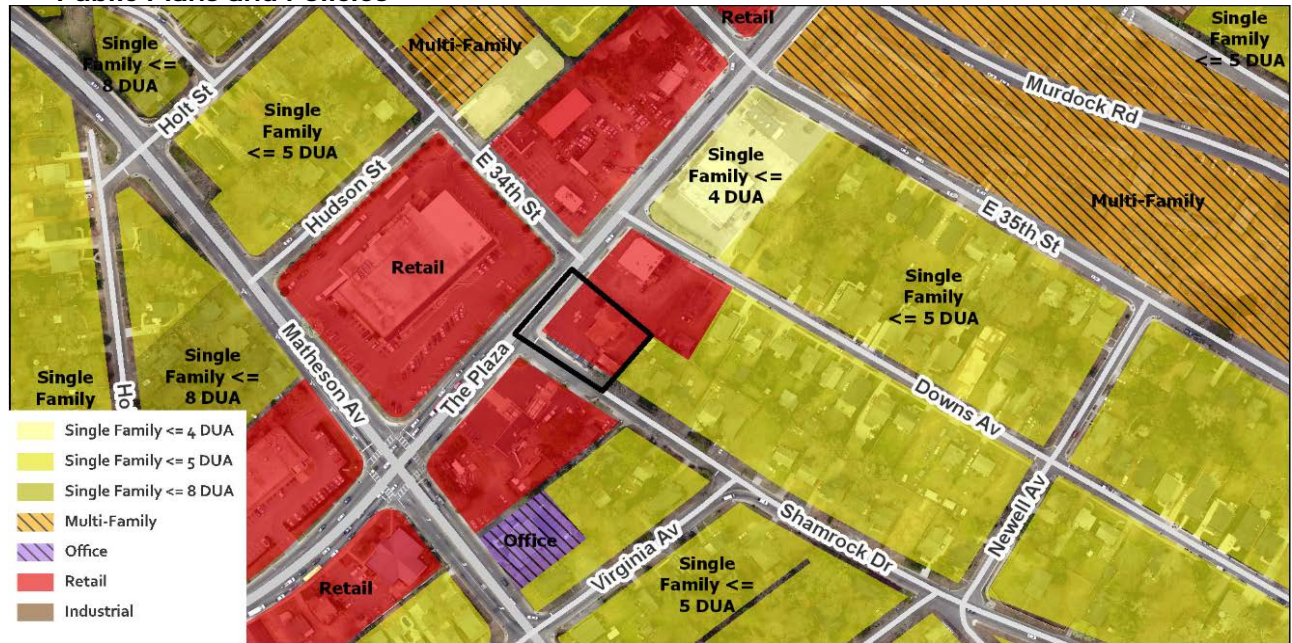 Public Plans and Policies
Single
Family <=
8 DUA
Holt St
Single
Family
<= 5 DUA
Hudson St
Multi-Family
E 34th St
Retail
Single
Family
<= 5 DUA
Murdock Rd
Multi-Family
E 35th St
Single
Family <=
4 DUA
Retail
Single
Family
<= 5 DUA
Matheson Av
The Plaza
Single
Family <=
8 DUA
Single
Family
Ho
Downs Av
Newell Av
Shamrock Dr
Virginia Av
Office
Single
Family <=
5 DUA
Retail
Single Family <= 4 DUA
Single Family <= 5 DUA
Single Family <= 8 DUA
Multi-Family
Office
Retail
Industrial